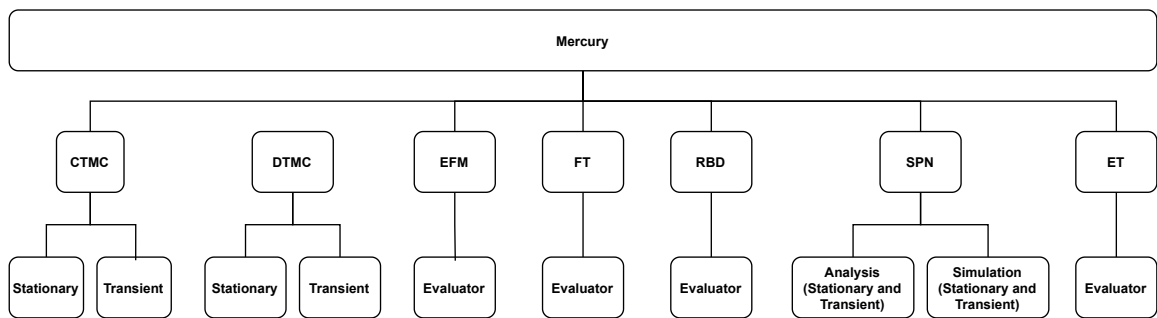 Mercury
CTMC
DTMC
EFM
FT
RBD
SPN
ET
Stationary
Transient
Stationary
Transient
Evaluator
Evaluator
Evaluator
Analysis
(Stationary and
Transient)
Simulation
(Stationary and
Transient)
Evaluator